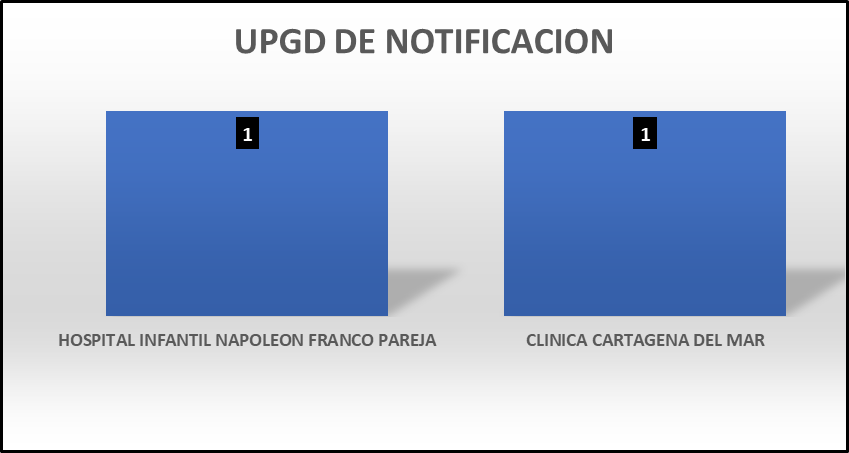 UPGD DE NOTIFICACION
1
1
HOSPITAL INFANTIL NAPOLEON FRANCO PAREJA
CLINICA CARTAGENA DEL MAR